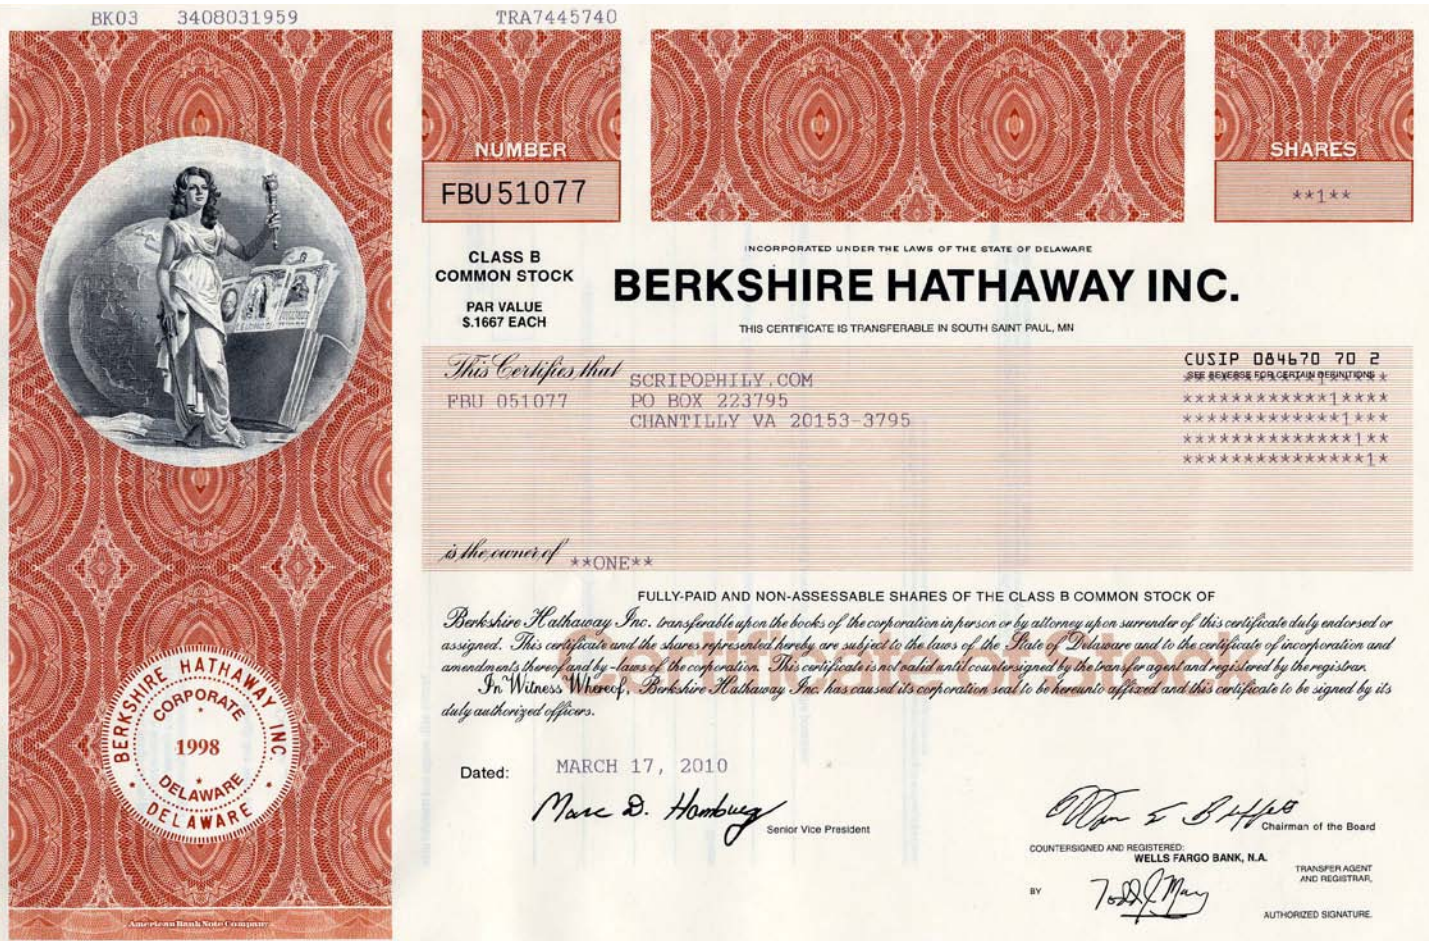 BK03 3408031959 TRA7445740
NUMBER
FBU 51077
SHARES
**1**
CLASS B
COMMON STOCK
PAR VALUE
$.1667 EACH
INCORPORATED UNDER THE LAWS OF THE STATE OF DELAWARE
BERKSHIRE HATHAWAY INC.
THIS CERTIFICATE IS TRANSFERABLE IN SOUTH SAINT PAUL, MN
This Certifies that
FBU 051077
SCRIPOPHILY.COM
PO BOX 223795
CHANTILLY VA 20153-3795
CUSIP 084670 70 2
SEE REVERSE FOR CERTAIN DEFINITIONS
************1****
*************1***
**************1**
***************1*
is the owner of **ONE**
FULLY-PAID AND NON-ASSESSABLE SHARES OF THE CLASS B COMMON STOCK OF
Berkshire Hathaway Inc. transferable upon the books of the corporation in person or by attorney upon surrender of this certificate duly endorsed or
assigned. This certificate and the shares represented hereby are subject to the laws of the State of Delaware and to the certificate of incorporation and
amendments thereof and by-laws of the corporation. This certificate is not valid until countersigned by the transfer agent and registered by the registrar.
In Witness Whereof, Berkshire Hathaway Inc. has caused its corporation seal to be hereunto affixed and this certificate to be signed by its
duly authorized officers.
Certificate of Stock
Dated: MARCH 17, 2010
Marc D. Hamburg
Senior Vice President
Chairman of the Board
COUNTERSIGNED AND REGISTERED:
WELLS FARGO BANK, N.A.
TRANSFER AGENT
AND REGISTRAR,
BY
Todd J May
AUTHORIZED SIGNATURE.
BERKSHIRE HATHAWAY INC.
CORPORATE
1998
DELAWARE
DELAWARE
American Bank Note Company